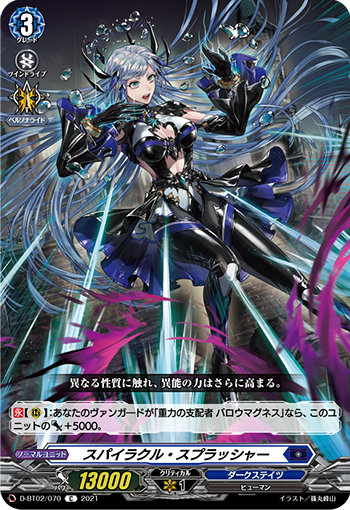 3
グレード
ツインドライブ
ペルソナライド
異なる性質に触れ、異能の力はさらに高まる。
永【】:あなたのヴァンガードが「重力の支配者 バロウマグネス」なら、このユ
ニットの+5000。
ノーマルユニット
スパイラクル・スプラッシャー
パワー 13000
クリティカル
1
ダークステイツ
ヒューマン
D-BT02/070 C 2021
イラスト/篠丸峰山